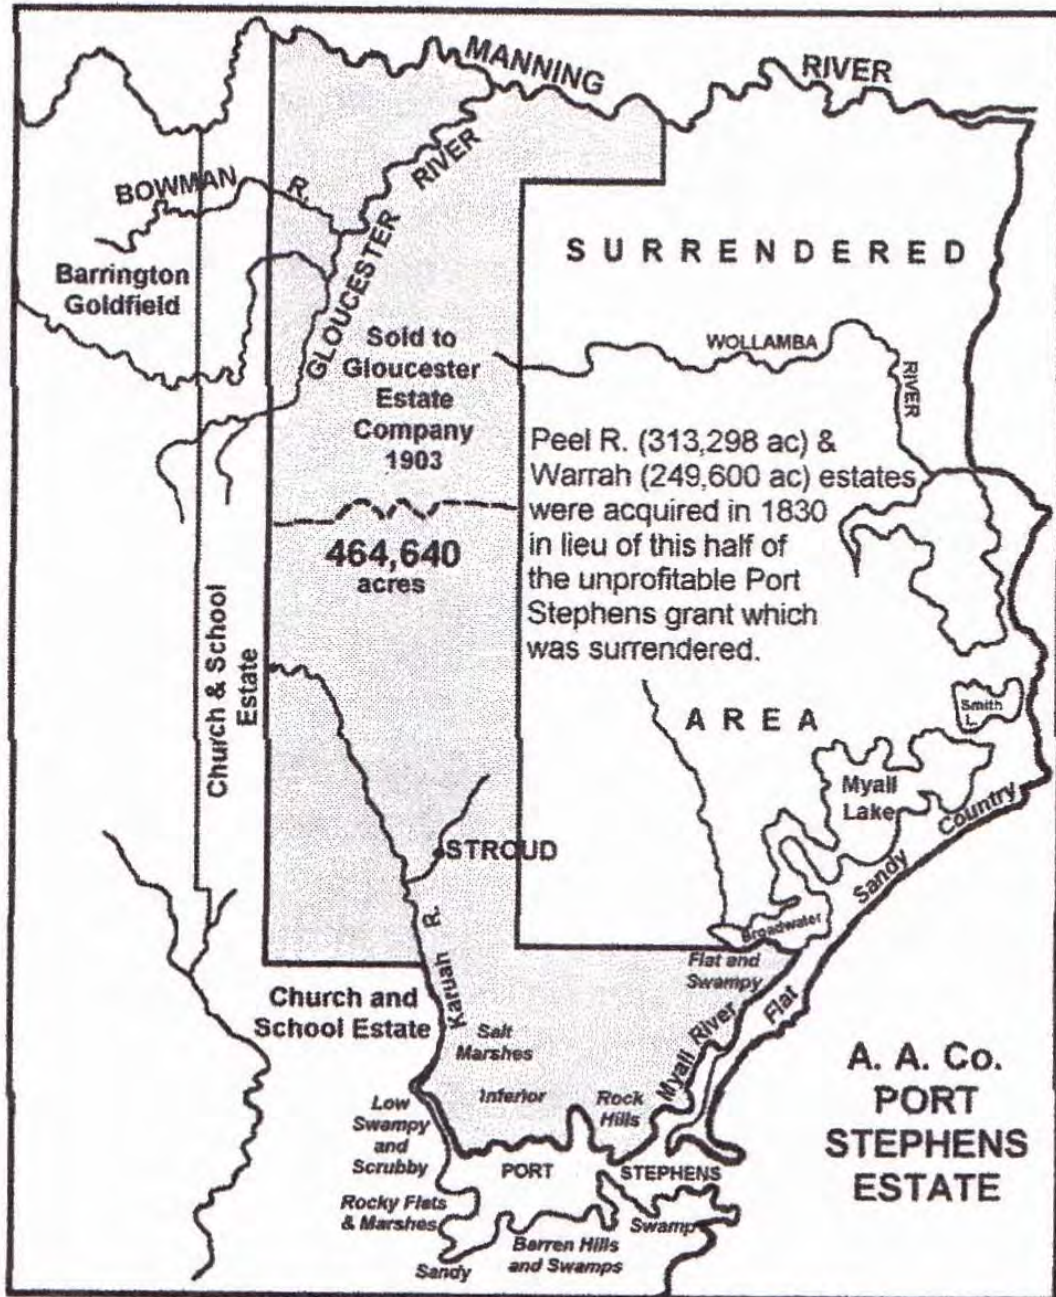 MANNING
RIVER
BOWMAN R.
RIVER
GLOUCESTER
Barrington
Goldfield
SURRENDERED
Sold to
Gloucester
Estate
Company
1903
WOLLAMBA
RIVER
Peel R. (313,298 ac) &
Warrah (249,600 ac) estates
were acquired in 1830
in lieu of this half of
the unprofitable Port
Stephens grant which
was surrendered.
464,640
acres
Church & School
Estate
AREA
Smith
L.
Myall
Lake
Sandy Country
STROUD
Broadwater
Karuah R.
Flat and
Swampy
Flat
Church and
School Estate
Salt
Marshes
Myall River
Inferior
Rock
Hills
Low
Swampy
and
Scrubby
PORT
STEPHENS
Rocky Flats
& Marshes
Swamp
Barren Hills
and Swamps
Sandy
A. A. Co.
PORT
STEPHENS
ESTATE